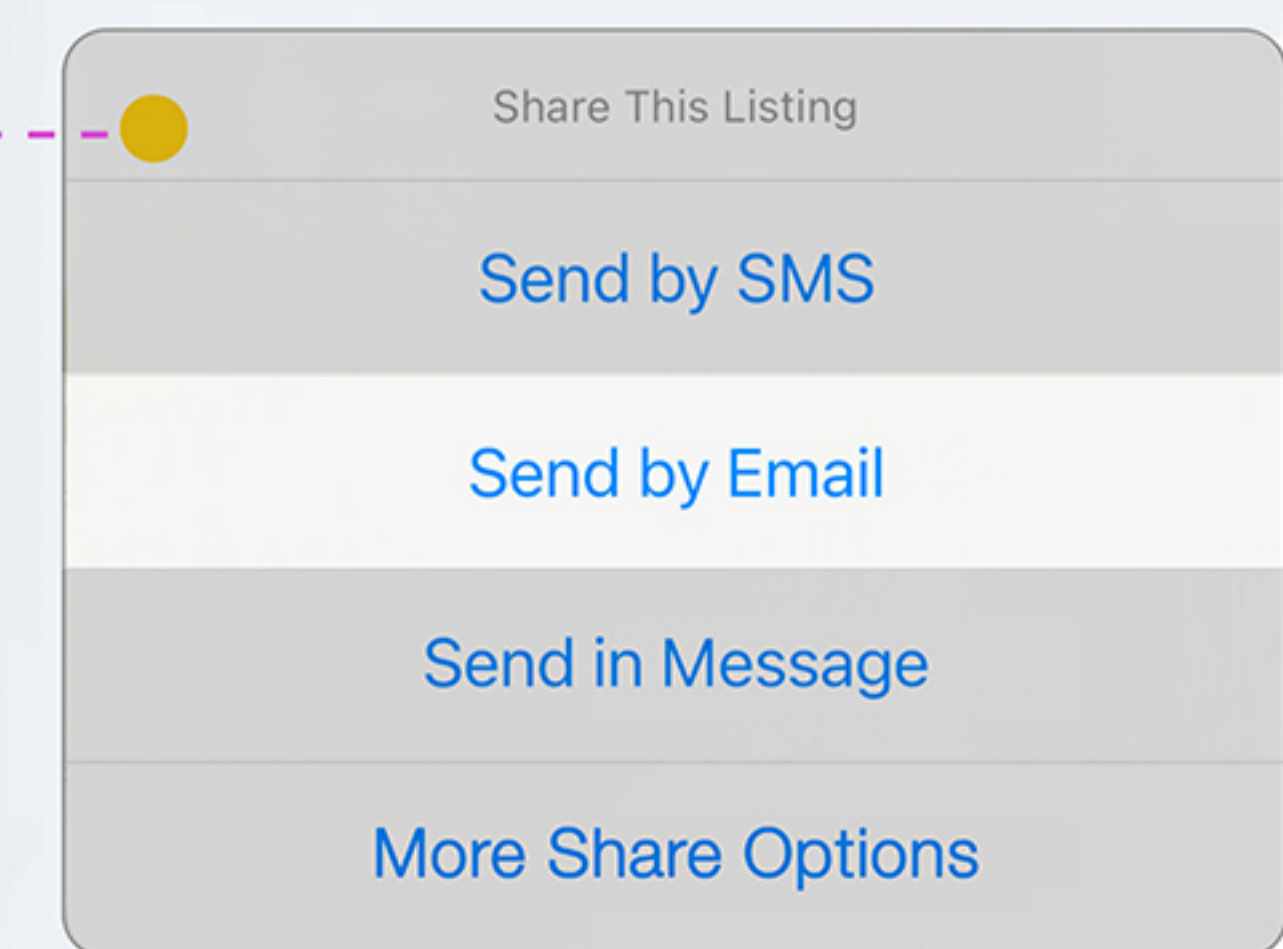 Share This Listing
Send by SMS
Send by Email
Send in Message
More Share Options